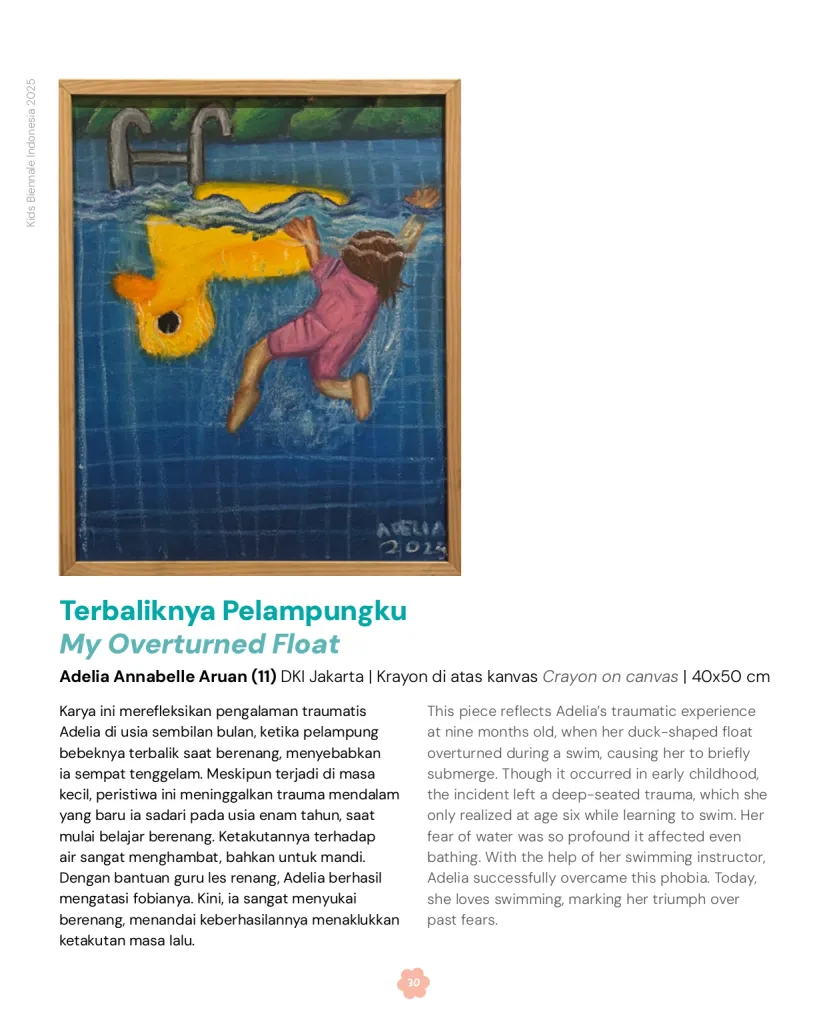 Kids Biennale Indonesia 2025
ADELIA
2025
Terbaliknya Pelampungku
My Overturned Float
Adelia Annabelle Aruan (11) DKI Jakarta | Krayon di atas kanvas Crayon on canvas | 40x50 cm
Karya ini merefleksikan pengalaman traumatis
Adelia di usia sembilan bulan, ketika pelampung
bebeknya terbalik saat berenang, menyebabkan
ia sempat tenggelam. Meskipun terjadi di masa
kecil, peristiwa ini meninggalkan trauma mendalam
yang baru ia sadari pada usia enam tahun, saat
mulai belajar berenang. Ketakutannya terhadap
air sangat menghambat, bahkan untuk mandi.
Dengan bantuan guru les renang, Adelia berhasil
mengatasi fobianya. Kini, ia sangat menyukai
berenang, menandai keberhasilannya menaklukkan
ketakutan masa lalu.
This piece reflects Adelia’s traumatic experience
at nine months old, when her duck-shaped float
overturned during a swim, causing her to briefly
submerge. Though it occurred in early childhood,
the incident left a deep-seated trauma, which she
only realized at age six while learning to swim. Her
fear of water was so profound it affected even
bathing. With the help of her swimming instructor,
Adelia successfully overcame this phobia. Today,
she loves swimming, marking her triumph over
past fears.
30